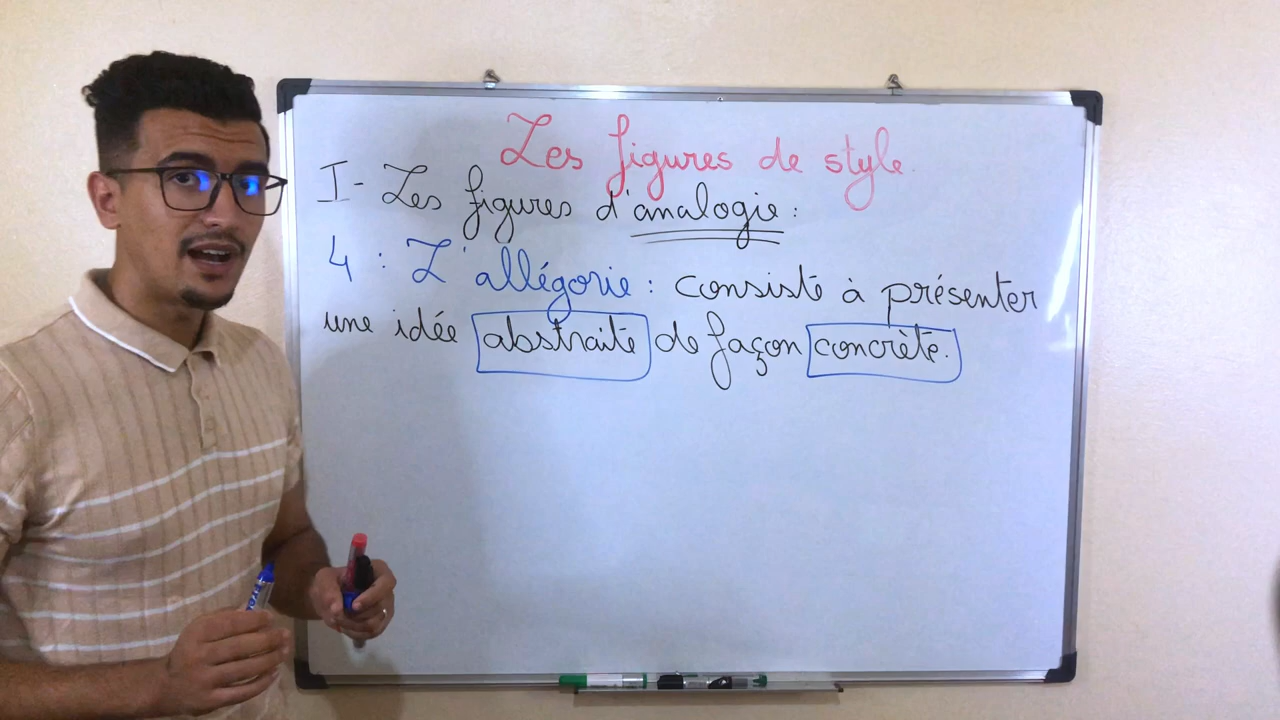 Les figures de style.
I- Les figures d'analogie :
4 : L'allégorie : consiste à présenter
une idée abstraite de façon concrète.